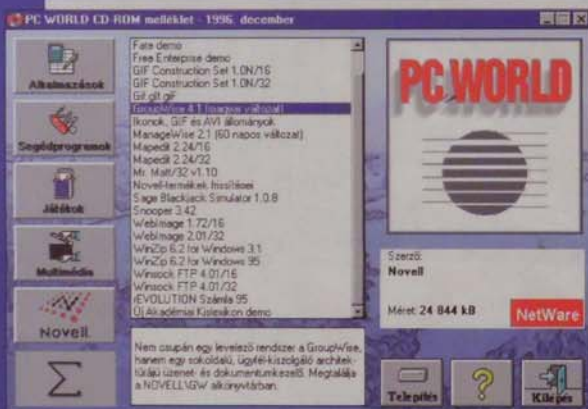 PC WORLD CD ROM melléklet - 1996. december
Alkalmazások
Segédprogramok
Játékok
Multimédia
NOVELL
Σ
Fate demo
Free Enterprise demo
GIF Construction Set 1.0N/16
GIF Construction Set 1.0N/32
Gif.glt.gif
GroupWise 4.1 (magyar változat)
Ikonok, GIF és AVI állományok
ManageWise 2.1 (60 napos változat)
Mapedit 2.24/16
Mapedit 2.24/32
Mr. Matt/32 v1.10
Novell-termékek frissítései
Sage Blackjack Simulator 1.0.8
Snooper 3.42
WebImage 1.72/16
WebImage 2.01/32
WinZip 6.2 for Windows 3.1
WinZip 6.2 for Windows 95
Winsock FTP 4.01/16
Winsock FTP 4.01/32
rEVOLUTION Számla 95
Új Akadémiai Kislexikon demo
Nem csupán egy levelező rendszer a GroupWise,
hanem egy sokoldalú, ügyfél-kiszolgáló architek-
túrájú üzenet- és dokumentumkezelő. Megtalálja
a NOVELL\GW alkönyvtárban.
PC WORLD
Szerző:
Novell
Méret: 24 844 kB
NetWare
Telepítés
?
Kilépés